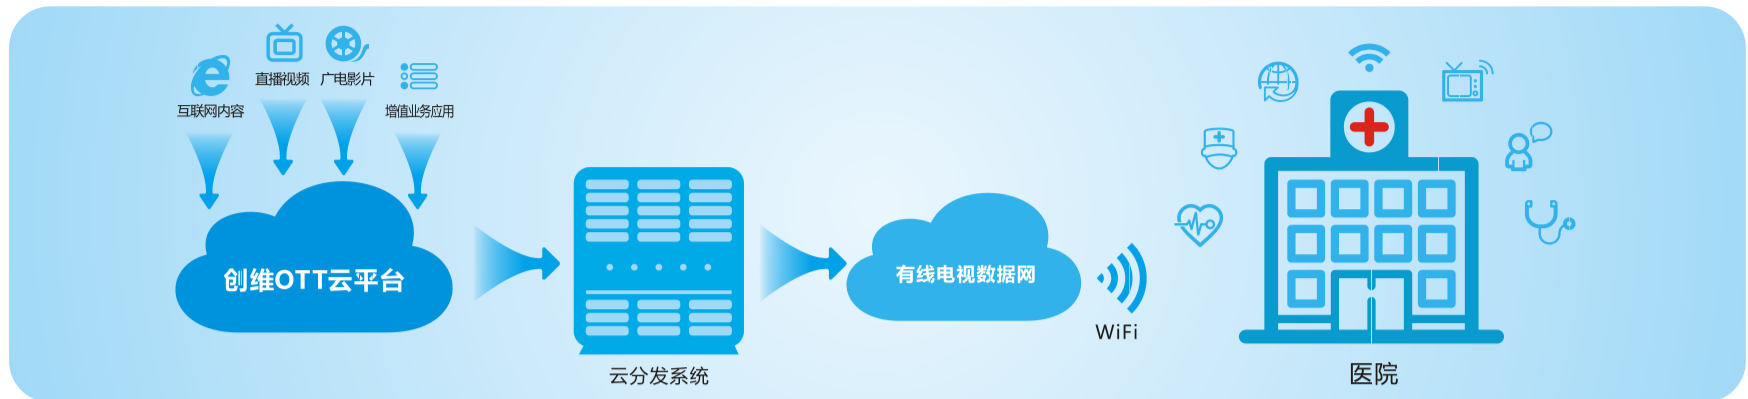 直播视频
广电影片
互联网内容
增值业务应用
创维OTT云平台
有线电视数据网
WiFi
云分发系统
医院